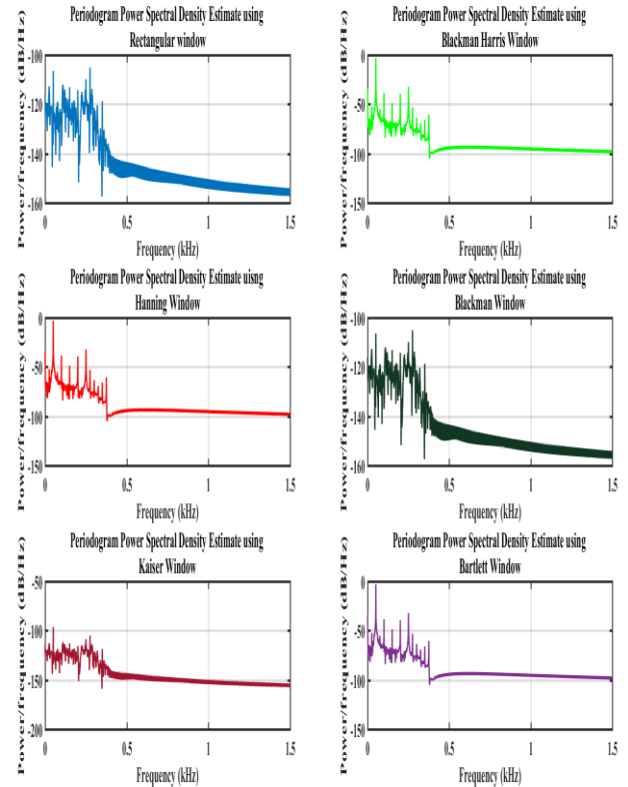 Periodogram Power Spectral Density Estimate using
Rectangular window
Power/frequency (dB/Hz)
-100
-120
-140
-160
0 0.5 1 1.5
Frequency (kHz)
Periodogram Power Spectral Density Estimate using
Blackman Harris Window
Power/frequency (dB/Hz)
0
-50
-100
-150
0 0.5 1 1.5
Frequency (kHz)
Periodogram Power Spectral Density Estimate uisng
Hanning Window
Power/frequency (dB/Hz)
0
-50
-100
-150
0 0.5 1 1.5
Frequency (kHz)
Periodogram Power Spectral Density Estimate using
Blackman Window
Power/frequency (dB/Hz)
-100
-120
-140
-160
0 0.5 1 1.5
Frequency (kHz)
Periodogram Power Spectral Density Estimate using
Kaiser Window
Power/frequency (dB/Hz)
-50
-100
-150
-200
0 0.5 1 1.5
Frequency (kHz)
Periodogram Power Spectral Density Estimate using
Bartlett Window
Power/frequency (dB/Hz)
0
-50
-100
-150
0 0.5 1 1.5
Frequency (kHz)